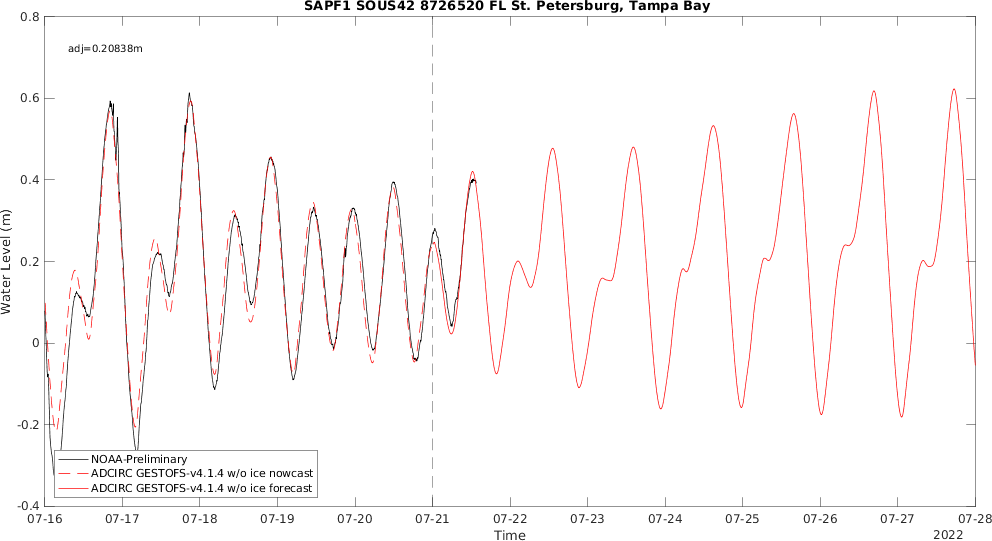 SAPF1 SOUS42 8726520 FL St. Petersburg, Tampa Bay
adj=0.20838m
Water Level (m)
0.8
0.6
0.4
0.2
0
-0.2
-0.4
NOAA-Preliminary
ADCIRC GESTOFS-v4.1.4 w/o ice nowcast
ADCIRC GESTOFS-v4.1.4 w/o ice forecast
07-16 07-17 07-18 07-19 07-20 07-21 07-22 07-23 07-24 07-25 07-26 07-27 07-28
Time
2022